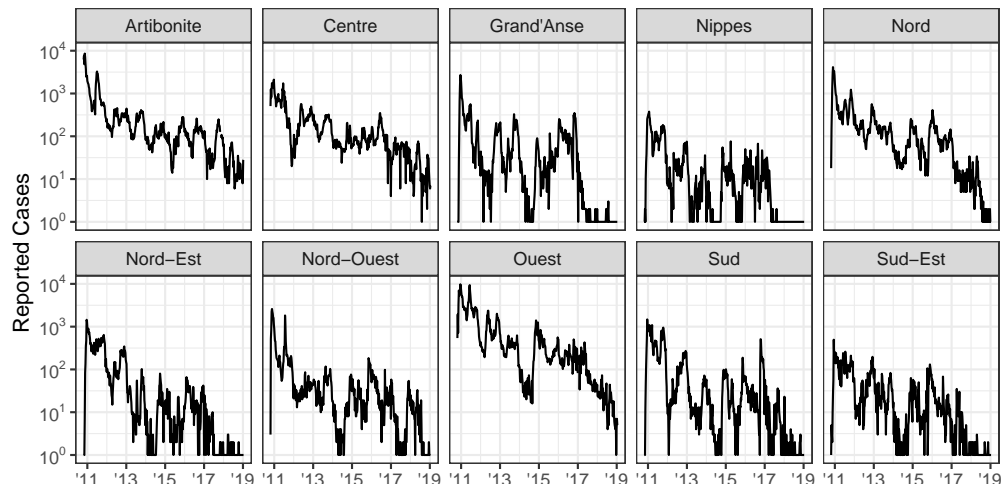 Artibonite Centre Grand'Anse Nippes Nord
10⁴
10³
10²
10¹
10⁰
Reported Cases
Nord−Est Nord−Ouest Ouest Sud Sud−Est
10⁴
10³
10²
10¹
10⁰
'11 '13 '15 '17 '19 '11 '13 '15 '17 '19 '11 '13 '15 '17 '19 '11 '13 '15 '17 '19 '11 '13 '15 '17 '19